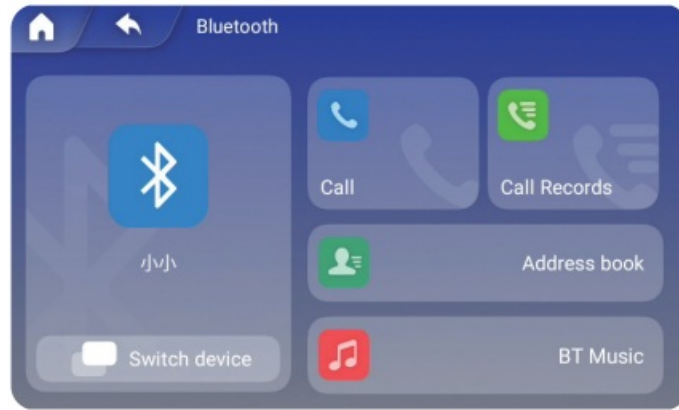 Bluetooth
小小
Switch device
Call
Call Records
Address book
BT Music